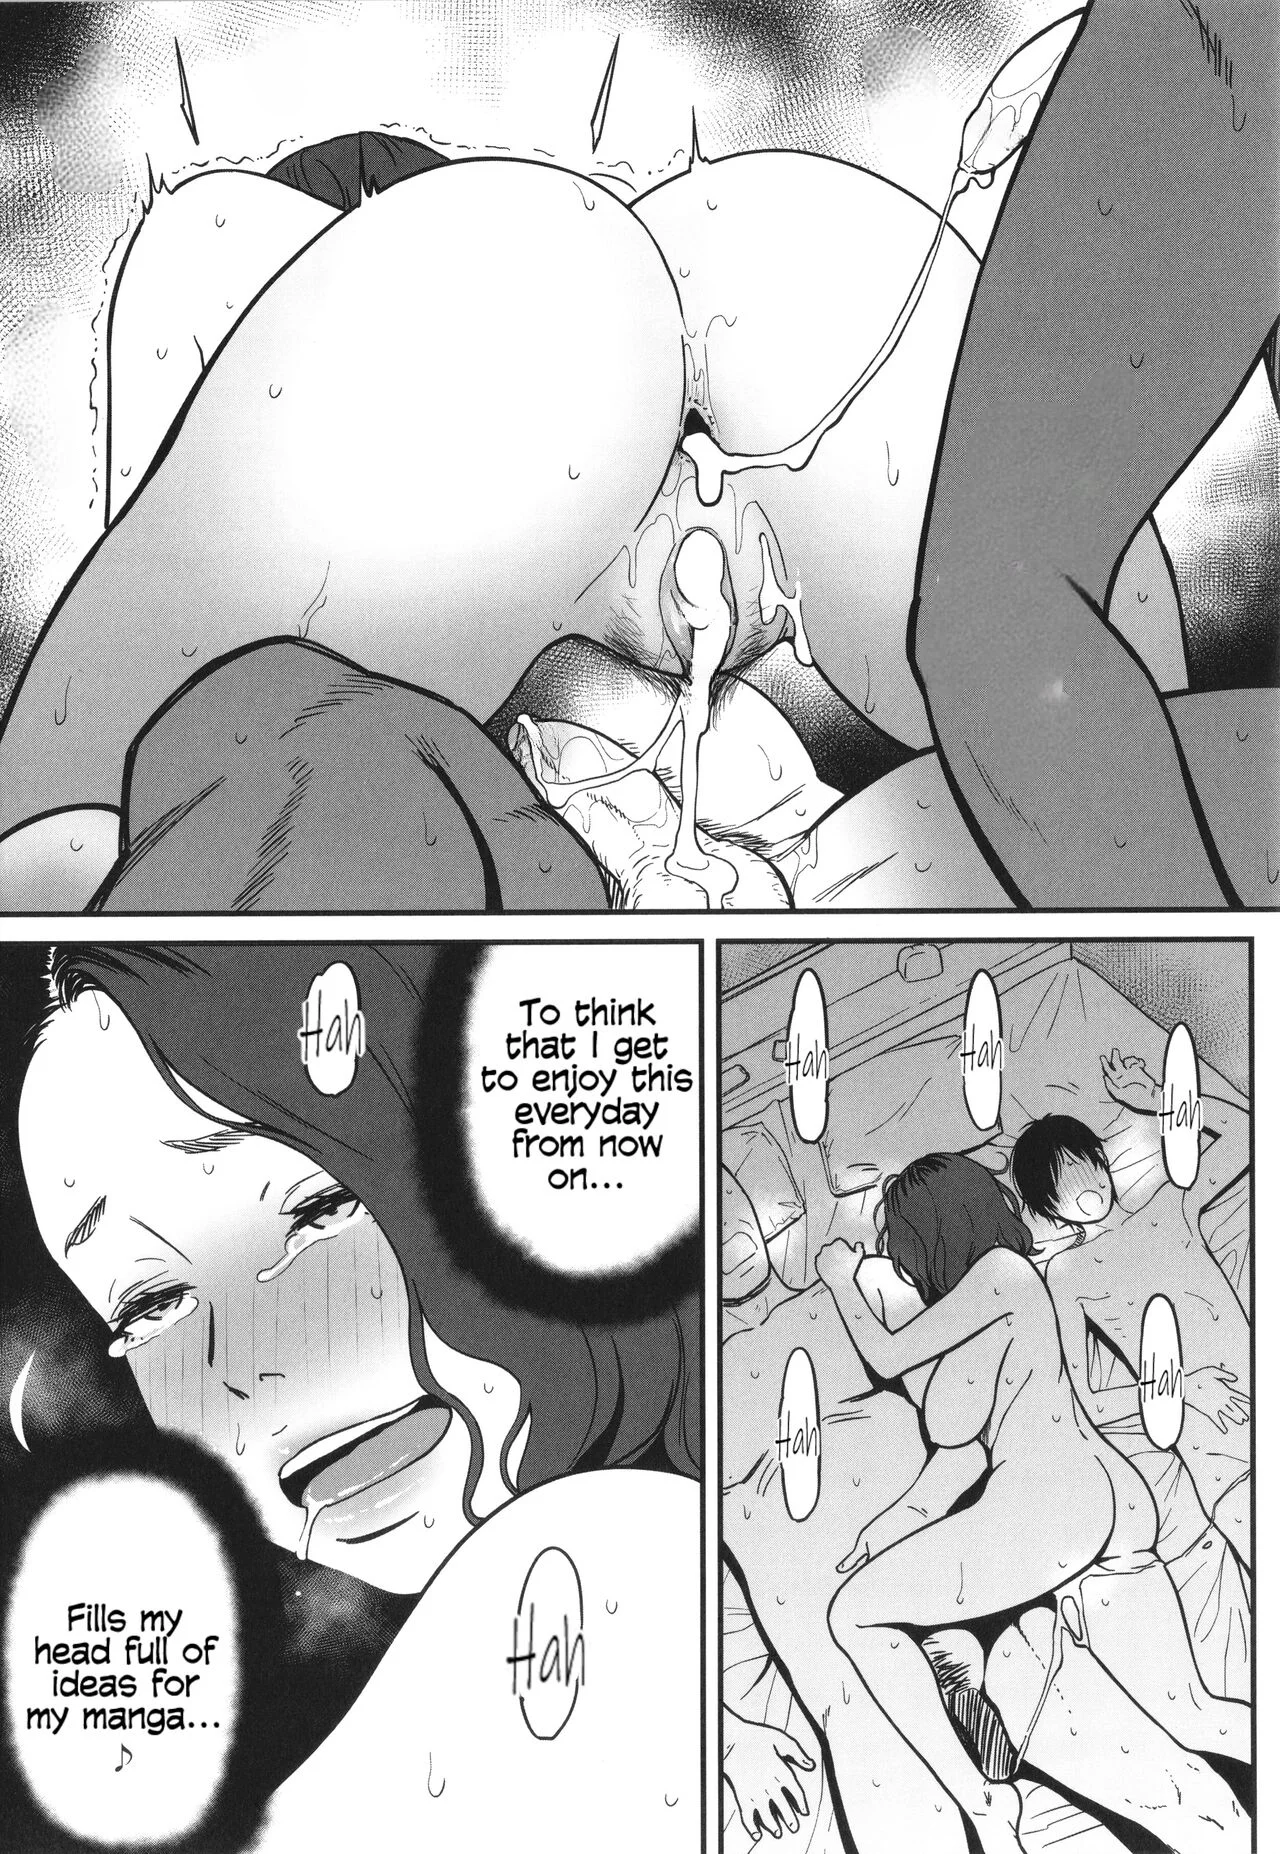 Hah
Hah
Hah
Hah
Hah
To think
that I get
to enjoy this
everyday
from now
on...
Hah
Hah
Fills my
head full of
ideas for
my manga...
♪